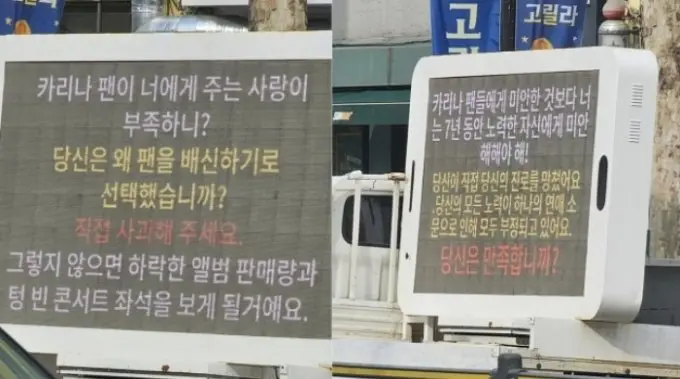 카리나 팬이 너에게 주는 사랑이
부족하니?
당신은 왜 팬을 배신하기로
선택했습니까?
직접 사과해 주세요.
그렇지 않으면 하락한 앨범 판매량과
텅 빈 콘서트 좌석을 보게 될거예요.
고릴
고릴라
카리나 팬들에게 미안한 것보다 너
는 7년 동안 노력한 자신에게 미안
해해야 해!
당신에 직접 당신의 진로를 망쳤어요
.당신의 모든 노력이 하나의 연애 소
문으로 인해 모두 부정되고 있어요.
당신은 만족합니까?